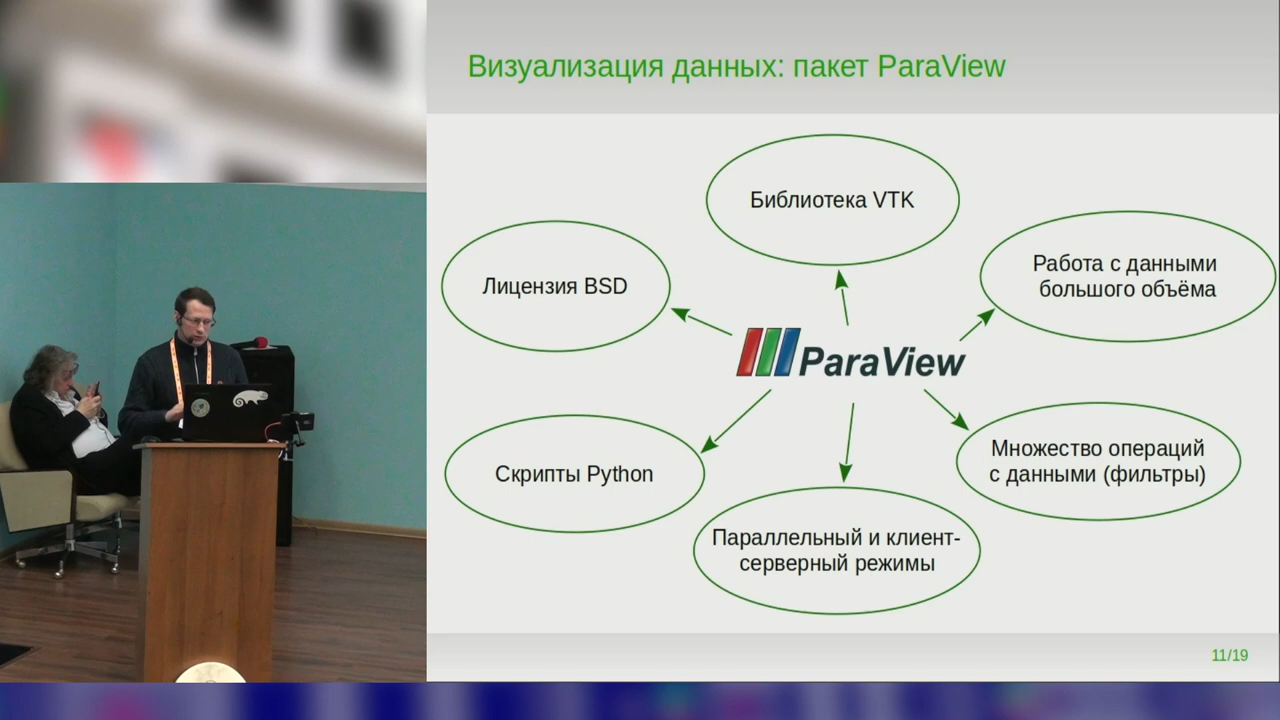 Визуализация данных: пакет ParaView
Библиотека VTK
Лицензия BSD
Работа с данными
большого объёма
ParaView
Скрипты Python
Множество операций
с данными (фильтры)
Параллельный и клиент-
серверный режимы
11/19